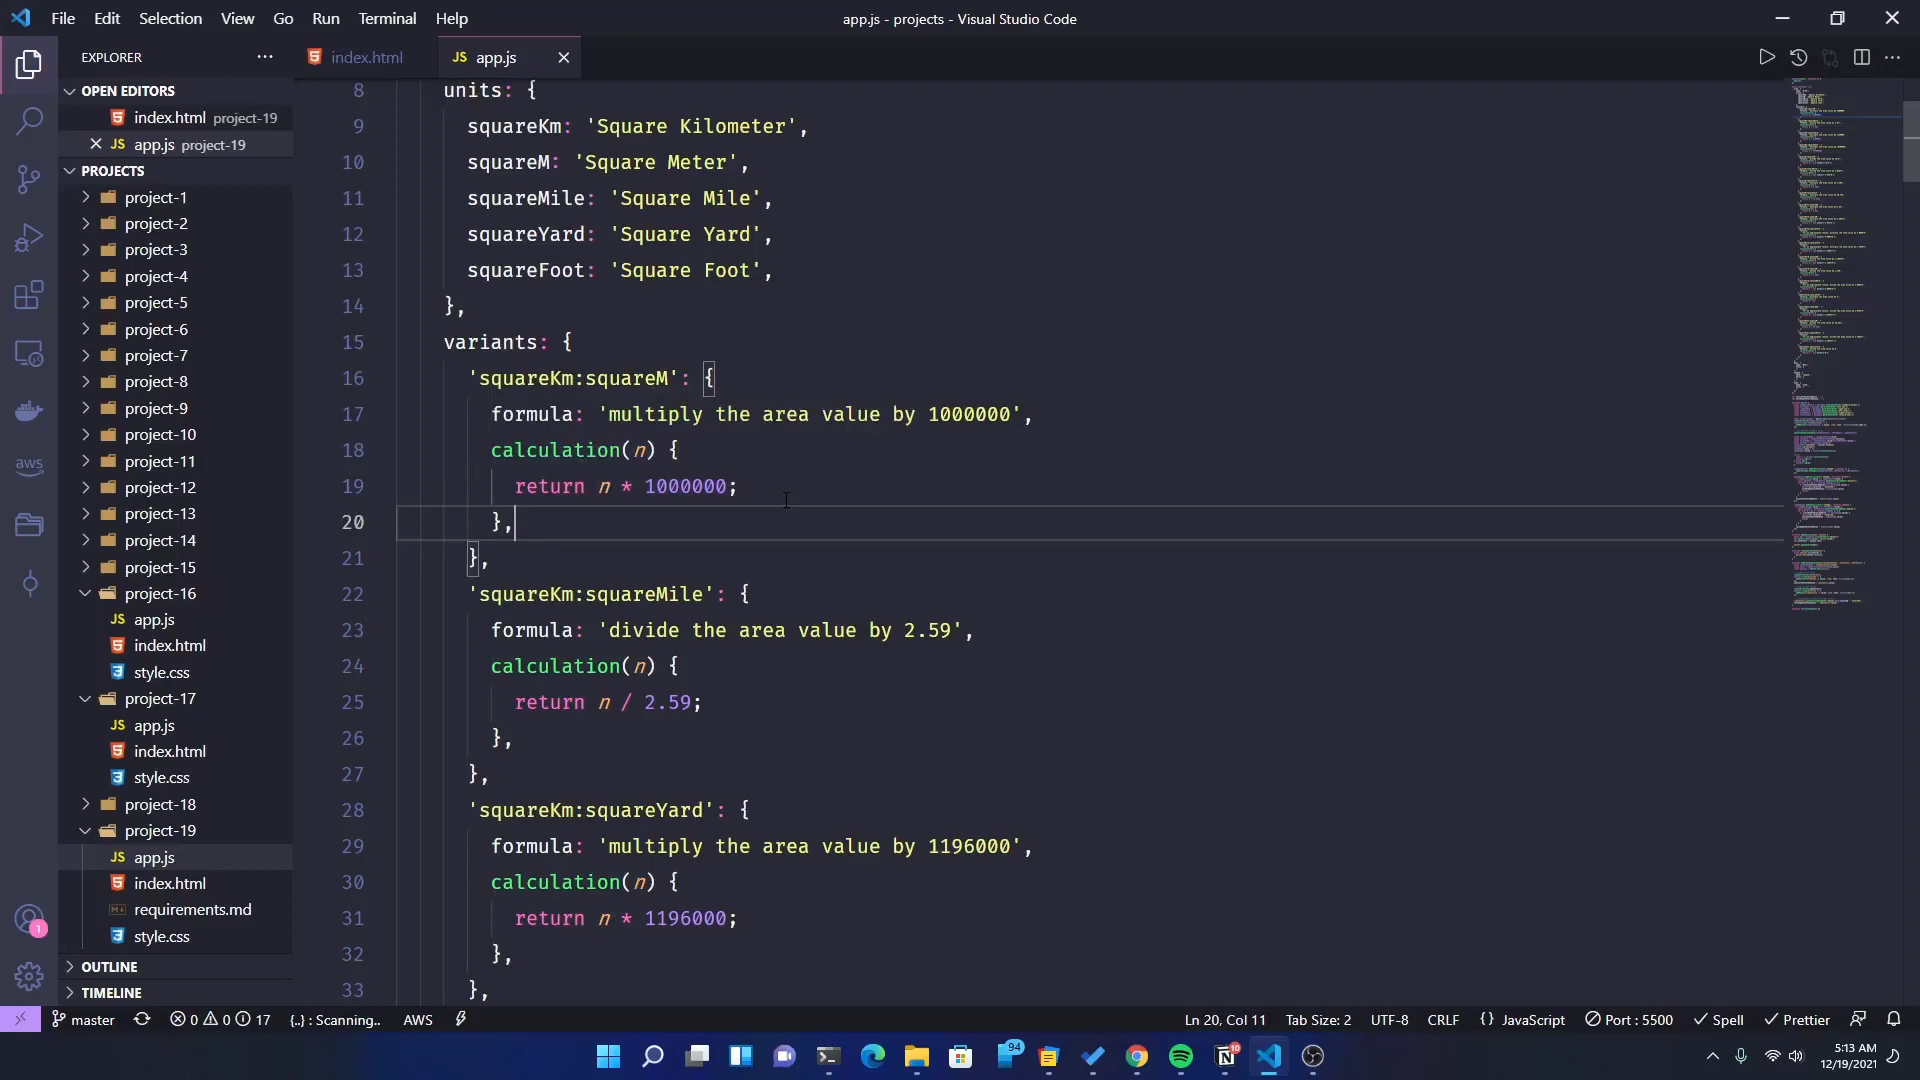 File Edit Selection View Go Run Terminal Help
app.js - projects - Visual Studio Code
EXPLORER
OPEN EDITORS
index.html project-19
app.js project-19
PROJECTS
project-1
project-2
project-3
project-4
project-5
project-6
project-7
project-8
project-9
project-10
project-11
project-12
project-13
project-14
project-15
project-16
app.js
index.html
style.css
project-17
app.js
index.html
style.css
project-18
project-19
app.js
index.html
requirements.md
style.css
OUTLINE
TIMELINE
aws
1
index.html
JS app.js
8 units: {
9 squareKm: 'Square Kilometer',
10 squareM: 'Square Meter',
11 squareMile: 'Square Mile',
12 squareYard: 'Square Yard',
13 squareFoot: 'Square Foot',
14 },
15 variants: {
16 'squareKm:squareM': {
17 formula: 'multiply the area value by 1000000',
18 calculation(n) {
19 return n * 1000000;
20 },
21 },
22 'squareKm:squareMile': {
23 formula: 'divide the area value by 2.59',
24 calculation(n) {
25 return n / 2.59;
26 },
27 },
28 'squareKm:squareYard': {
29 formula: 'multiply the area value by 1196000',
30 calculation(n) {
31 return n * 1196000;
32 },
33 },
master 0 0 17 {..} : Scanning.. AWS
Ln 20, Col 11 Tab Size: 2 UTF-8 CRLF {} JavaScript Port : 5500 Spell Prettier
94
10
5:13 AM
12/19/2021